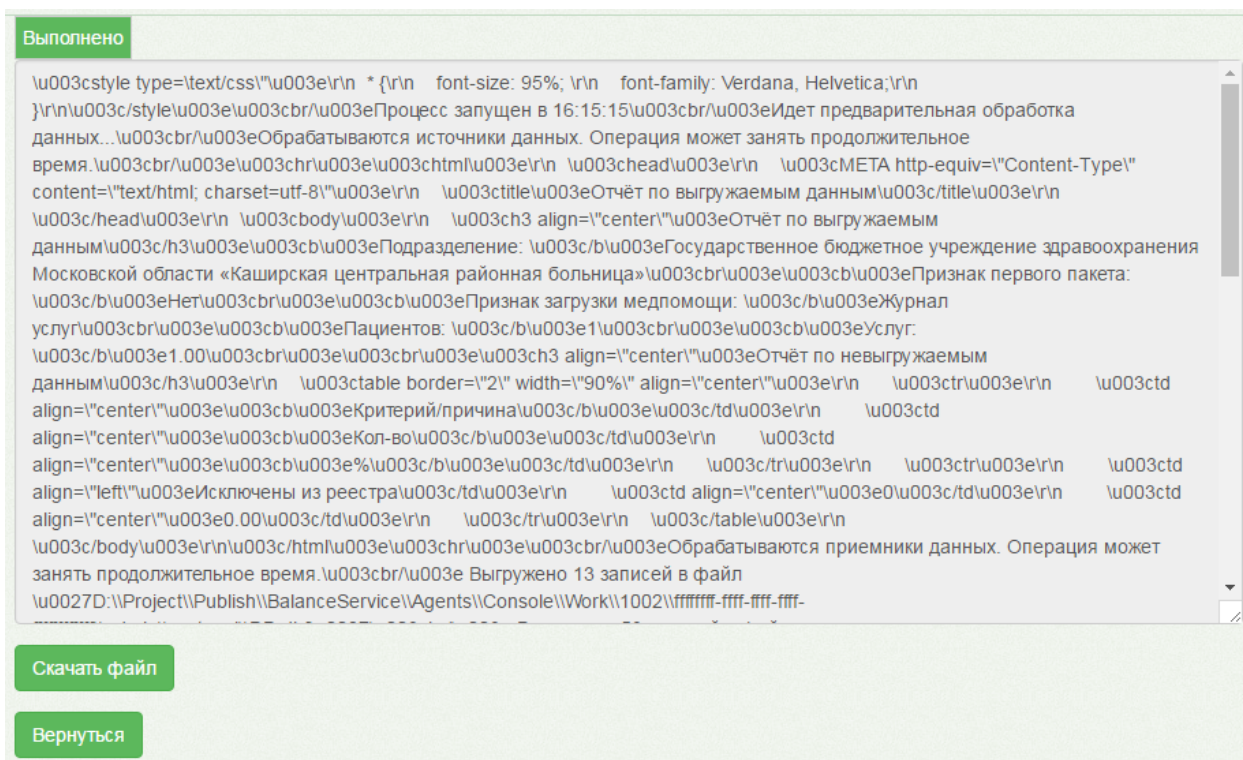 Выполнено
\u003cstyle type=\text/css\"\u003e\r\n * {\r\n font-size: 95%; \r\n font-family: Verdana, Helvetica;\r\n
}\r\n\u003c/style\u003e\u003cbr/\u003eПроцесс запущен в 16:15:15\u003cbr/\u003eИдет предварительная обработка
данных...\u003cbr/\u003eОбрабатываются источники данных. Операция может занять продолжительное
время.\u003cbr/\u003e\u003chr\u003e\u003chtml\u003e\r\n \u003chead\u003e\r\n \u003cMETA http-equiv=\"Content-Type\"
content=\"text/html; charset=utf-8\"\u003e\r\n \u003ctitle\u003eОтчёт по выгружаемым данным\u003c/title\u003e\r\n
\u003c/head\u003e\r\n \u003cbody\u003e\r\n \u003ch3 align=\"center\"\u003eОтчёт по выгружаемым
данным\u003c/h3\u003e\u003cb\u003eПодразделение: \u003c/b\u003eГосударственное бюджетное учреждение здравоохранения
Московской области «Каширская центральная районная больница»\u003cbr\u003e\u003cb\u003eПризнак первого пакета:
\u003c/b\u003eНет\u003cbr\u003e\u003cb\u003eПризнак загрузки медпомощи: \u003c/b\u003eЖурнал
услуг\u003cbr\u003e\u003cb\u003eПациентов: \u003c/b\u003e1\u003cbr\u003e\u003cb\u003eУслуг:
\u003c/b\u003e1.00\u003cbr\u003e\u003cbr\u003e\u003ch3 align=\"center\"\u003eОтчёт по невыгружаемым
данным\u003c/h3\u003e\r\n \u003ctable border=\"2\" width=\"90%\" align=\"center\"\u003e\r\n \u003ctr\u003e\r\n \u003ctd
align=\"center\"\u003e\u003cb\u003eКритерий/причина\u003c/b\u003e\u003c/td\u003e\r\n \u003ctd
align=\"center\"\u003e\u003cb\u003eКол-во\u003c/b\u003e\u003c/td\u003e\r\n \u003ctd
align=\"center\"\u003e\u003cb\u003e%\u003c/b\u003e\u003c/td\u003e\r\n \u003c/tr\u003e\r\n \u003ctr\u003e\r\n \u003ctd
align=\"left\"\u003eИсключены из реестра\u003c/td\u003e\r\n \u003ctd align=\"center\"\u003e0\u003c/td\u003e\r\n \u003ctd
align=\"center\"\u003e0.00\u003c/td\u003e\r\n \u003c/tr\u003e\r\n \u003c/table\u003e\r\n
\u003c/body\u003e\r\n\u003c/html\u003e\u003chr\u003e\u003cbr/\u003eОбрабатываются приемники данных. Операция может
занять продолжительное время.\u003cbr/\u003e Выгружено 13 записей в файл
\u0027D:\\Project\\Publish\\BalanceService\\Agents\\Console\\Work\\1002\\ffffffff-ffff-ffff-ffff-
Скачать файл
Вернуться